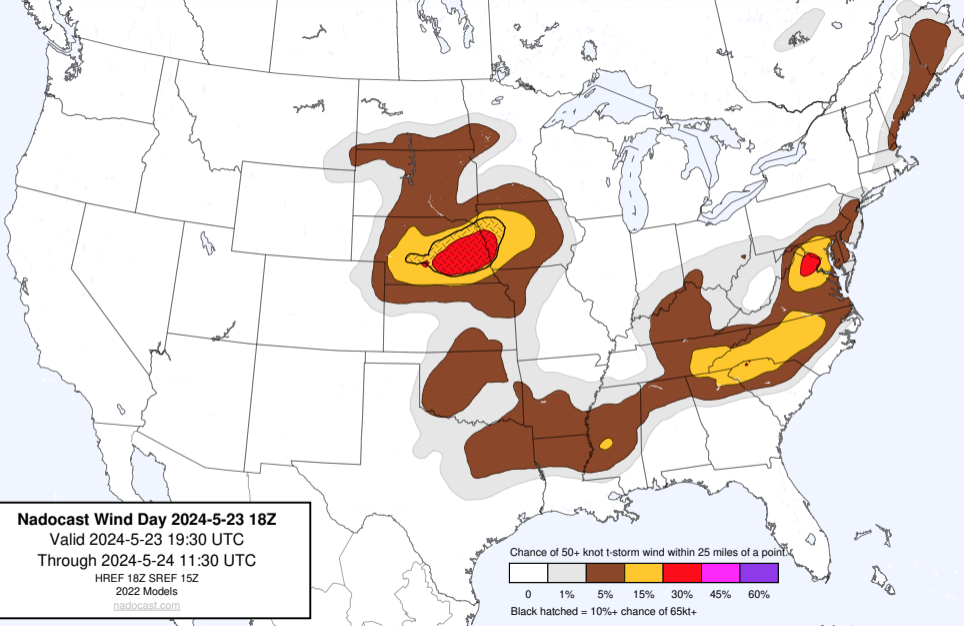 Nadocast Wind Day 2024-5-23 18Z
Valid 2024-5-23 19:30 UTC
Through 2024-5-24 11:30 UTC
HREF 18Z SREF 15Z
2022 Models
nadocast.com
Chance of 50+ knot t-storm wind within 25 miles of a point.
0 1% 5% 15% 30% 45% 60%
Black hatched = 10%+ chance of 65kt+